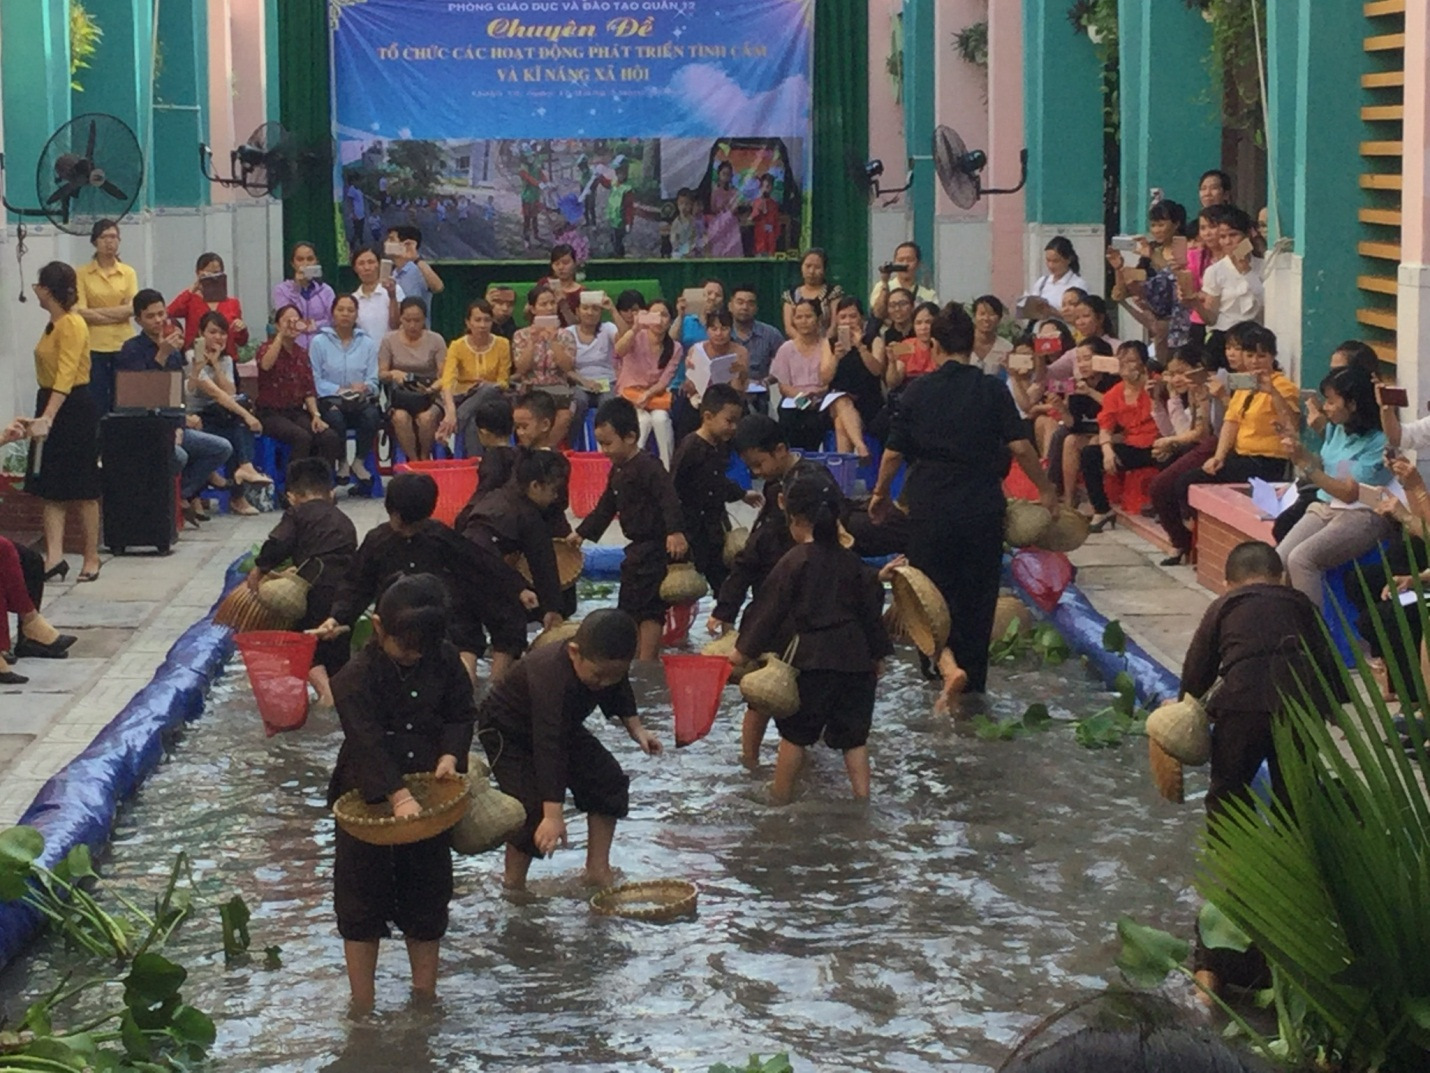 PHÒNG GIÁO DỤC VÀ ĐÀO TẠO QUẬN 12
Chuyên Đề
TỔ CHỨC CÁC HOẠT ĐỘNG PHÁT TRIỂN TÌNH CẢM
VÀ KĨ NĂNG XÃ HỘI